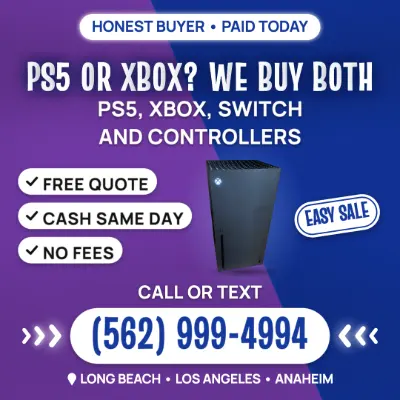 HONEST BUYER • PAID TODAY
PS5 OR XBOX? WE BUY BOTH
PS5, XBOX, SWITCH
AND CONTROLLERS
FREE QUOTE
CASH SAME DAY
NO FEES
EASY SALE
CALL OR TEXT
(562) 999-4994
LONG BEACH • LOS ANGELES • ANAHEIM